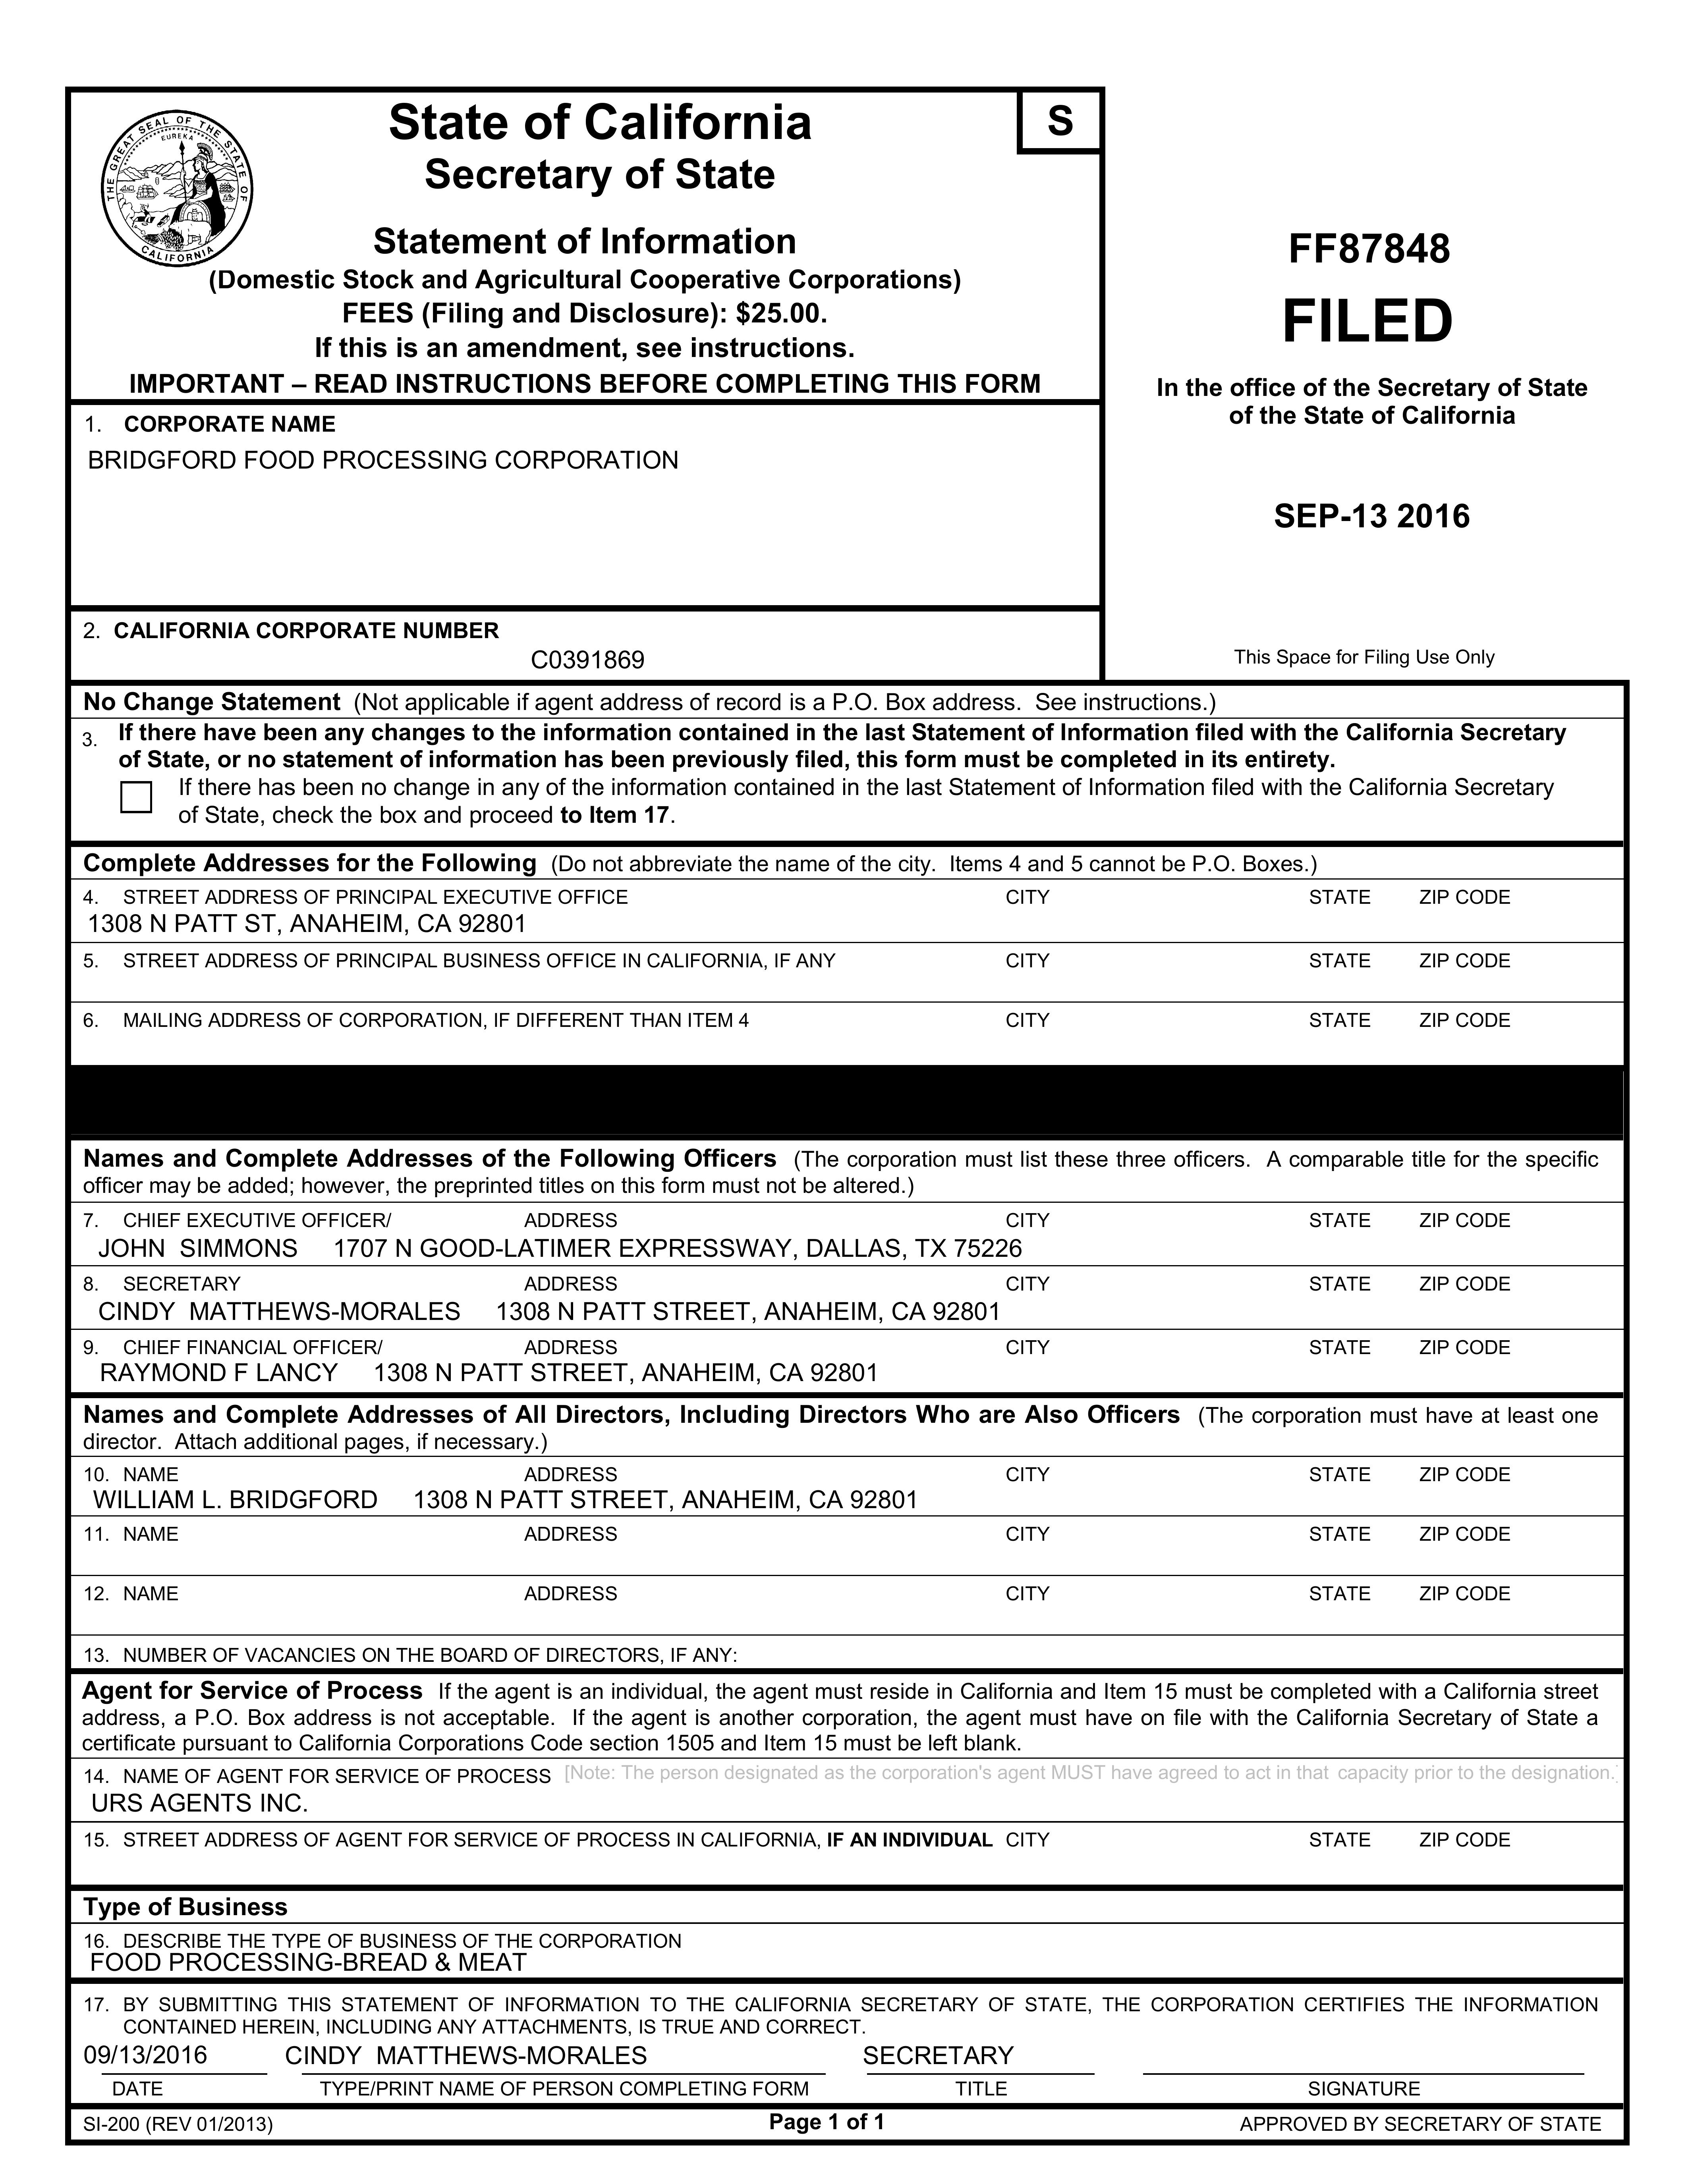 THE GREAT SEAL OF THE STATE OF CALIFORNIA
EUREKA
State of California
Secretary of State
S
Statement of Information
(Domestic Stock and Agricultural Cooperative Corporations)
FEES (Filing and Disclosure): $25.00.
If this is an amendment, see instructions.
IMPORTANT – READ INSTRUCTIONS BEFORE COMPLETING THIS FORM
FF87848
FILED
In the office of the Secretary of State
of the State of California
SEP-13 2016
1. CORPORATE NAME
BRIDGFORD FOOD PROCESSING CORPORATION
2. CALIFORNIA CORPORATE NUMBER
C0391869
This Space for Filing Use Only
No Change Statement (Not applicable if agent address of record is a P.O. Box address. See instructions.)
3. If there have been any changes to the information contained in the last Statement of Information filed with the California Secretary
of State, or no statement of information has been previously filed, this form must be completed in its entirety.
If there has been no change in any of the information contained in the last Statement of Information filed with the California Secretary
of State, check the box and proceed to Item 17.
Complete Addresses for the Following (Do not abbreviate the name of the city. Items 4 and 5 cannot be P.O. Boxes.)
4. STREET ADDRESS OF PRINCIPAL EXECUTIVE OFFICE CITY STATE ZIP CODE
1308 N PATT ST, ANAHEIM, CA 92801
5. STREET ADDRESS OF PRINCIPAL BUSINESS OFFICE IN CALIFORNIA, IF ANY CITY STATE ZIP CODE
6. MAILING ADDRESS OF CORPORATION, IF DIFFERENT THAN ITEM 4 CITY STATE ZIP CODE
Names and Complete Addresses of the Following Officers (The corporation must list these three officers. A comparable title for the specific
officer may be added; however, the preprinted titles on this form must not be altered.)
7. CHIEF EXECUTIVE OFFICER/ ADDRESS CITY STATE ZIP CODE
JOHN SIMMONS 1707 N GOOD-LATIMER EXPRESSWAY, DALLAS, TX 75226
8. SECRETARY ADDRESS CITY STATE ZIP CODE
CINDY MATTHEWS-MORALES 1308 N PATT STREET, ANAHEIM, CA 92801
9. CHIEF FINANCIAL OFFICER/ ADDRESS CITY STATE ZIP CODE
RAYMOND F LANCY 1308 N PATT STREET, ANAHEIM, CA 92801
Names and Complete Addresses of All Directors, Including Directors Who are Also Officers (The corporation must have at least one
director. Attach additional pages, if necessary.)
10. NAME ADDRESS CITY STATE ZIP CODE
WILLIAM L. BRIDGFORD 1308 N PATT STREET, ANAHEIM, CA 92801
11. NAME ADDRESS CITY STATE ZIP CODE
12. NAME ADDRESS CITY STATE ZIP CODE
13. NUMBER OF VACANCIES ON THE BOARD OF DIRECTORS, IF ANY:
Agent for Service of Process If the agent is an individual, the agent must reside in California and Item 15 must be completed with a California street
address, a P.O. Box address is not acceptable. If the agent is another corporation, the agent must have on file with the California Secretary of State a
certificate pursuant to California Corporations Code section 1505 and Item 15 must be left blank.
14. NAME OF AGENT FOR SERVICE OF PROCESS [Note: The person designated as the corporation's agent MUST have agreed to act in that capacity prior to the designation.]
URS AGENTS INC.
15. STREET ADDRESS OF AGENT FOR SERVICE OF PROCESS IN CALIFORNIA, IF AN INDIVIDUAL CITY STATE ZIP CODE
Type of Business
16. DESCRIBE THE TYPE OF BUSINESS OF THE CORPORATION
FOOD PROCESSING-BREAD & MEAT
17. BY SUBMITTING THIS STATEMENT OF INFORMATION TO THE CALIFORNIA SECRETARY OF STATE, THE CORPORATION CERTIFIES THE INFORMATION
CONTAINED HEREIN, INCLUDING ANY ATTACHMENTS, IS TRUE AND CORRECT.
09/13/2016 CINDY MATTHEWS-MORALES SECRETARY
DATE TYPE/PRINT NAME OF PERSON COMPLETING FORM TITLE SIGNATURE
SI-200 (REV 01/2013) Page 1 of 1 APPROVED BY SECRETARY OF STATE